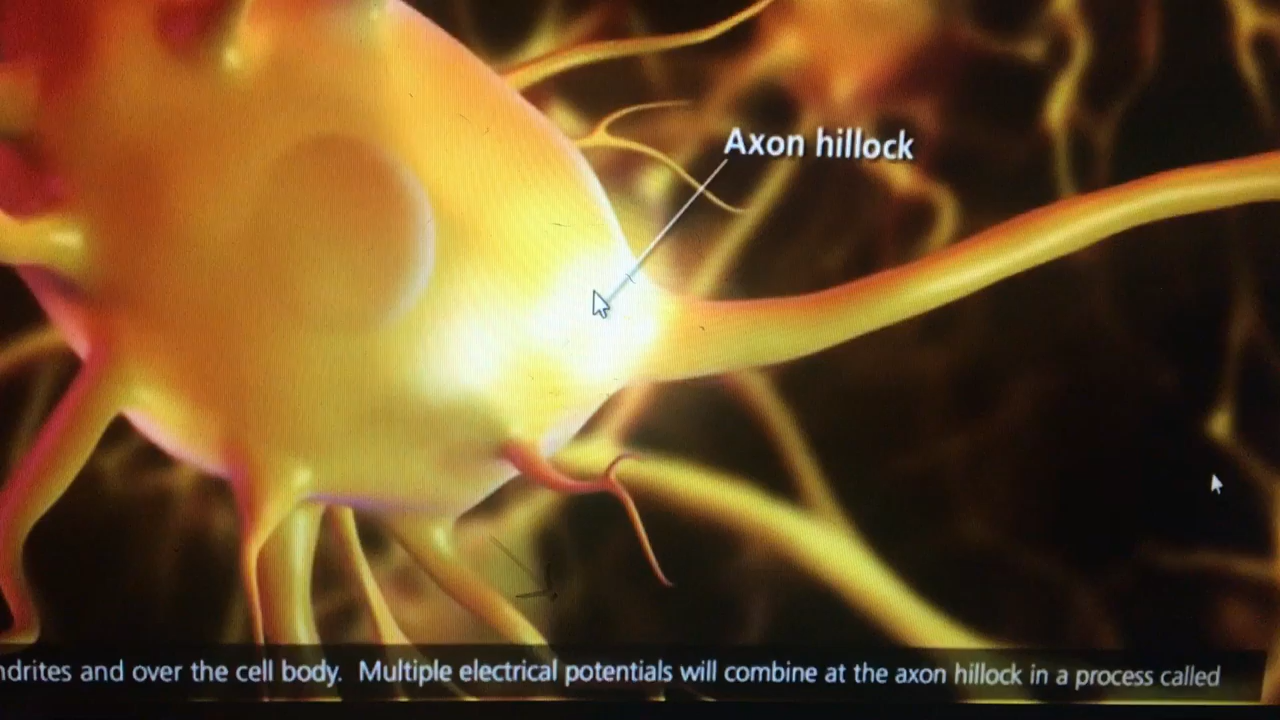 Axon hillock
ndrites and over the cell body. Multiple electrical potentials will combine at the axon hillock in a process called